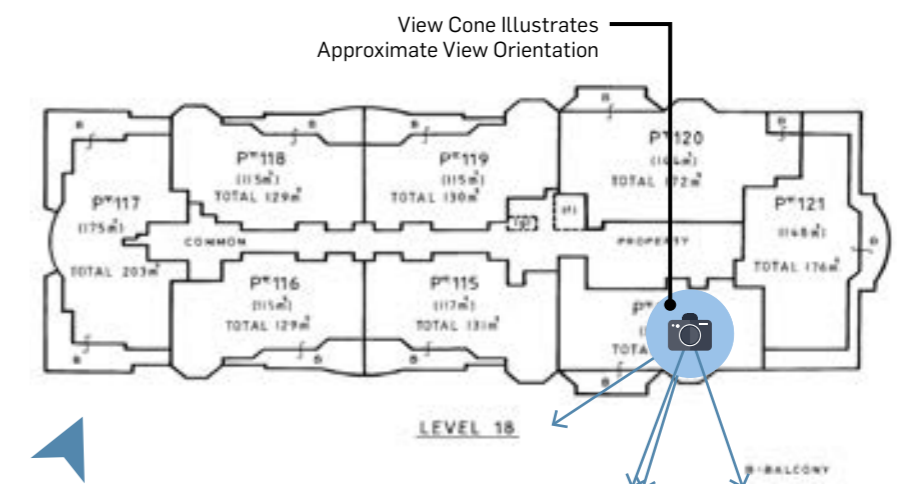 View Cone Illustrates
Approximate View Orientation
B
B
B
B
B
Pᵗ118
(115m²)
TOTAL 129m²
Pᵗ119
(115m²)
TOTAL 130m²
Pᵗ120
TOTAL 172m²
Pᵗ117
(175m²)
TOTAL 203m²
Pᵗ121
(148m²)
TOTAL 176m²
B
COMMON
PROPERTY
Pᵗ116
(115m²)
TOTAL 129m²
Pᵗ115
(117m²)
TOTAL 131m²
Pᵗ
TOTA
B
B
B
B
LEVEL 18
B-BALCONY